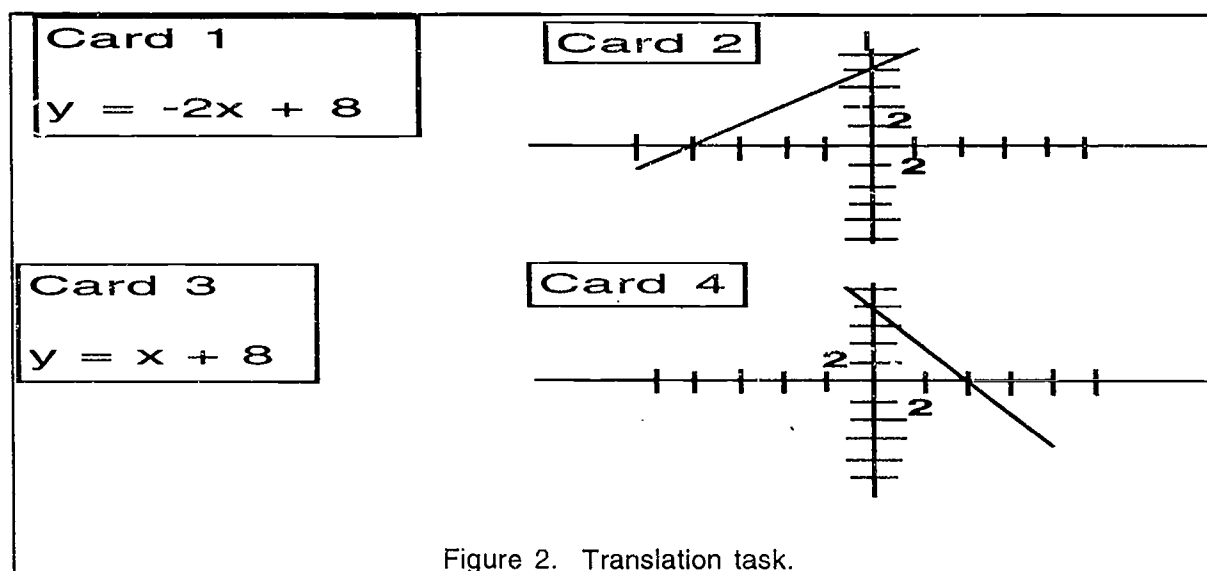 Card 1
y = -2x + 8
Card 2
2
2
Card 3
y = x + 8
Card 4
2
2
Figure 2. Translation task.